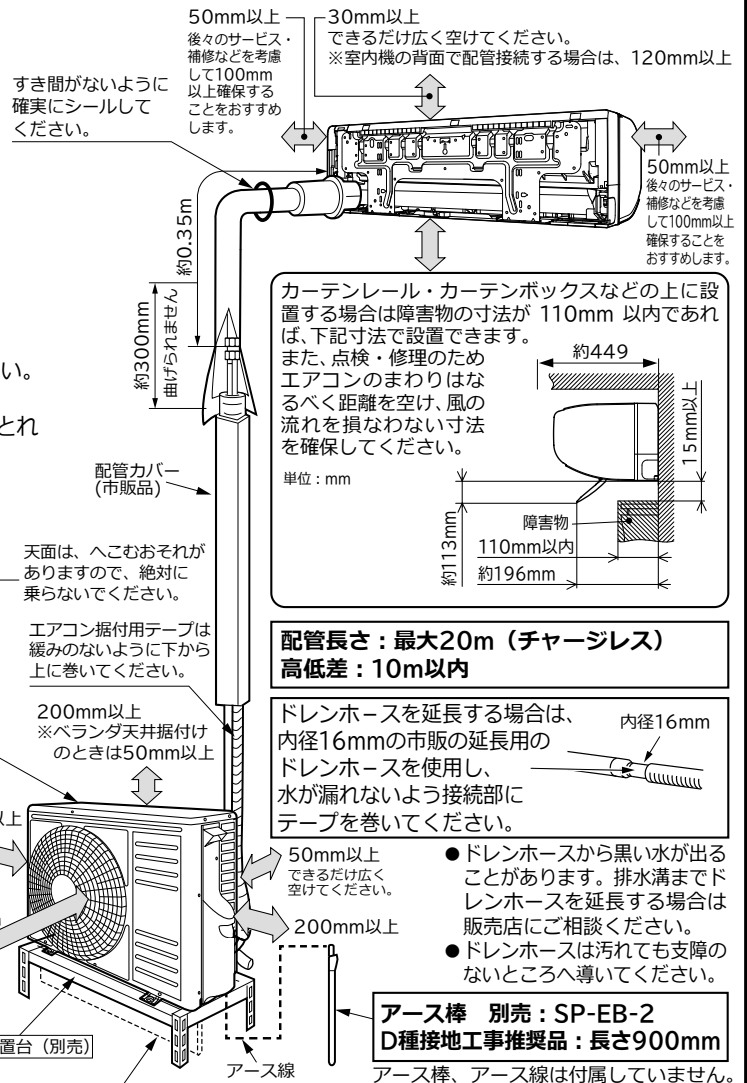 50mm以上
後々のサービス・
補修などを考慮
して100mm
以上確保する
ことをおすすめ
します。
30mm以上
できるだけ広く空けてください。
※室内機の背面で配管接続する場合は、120mm以上
すき間がないように
確実にシールして
ください。
50mm以上
後々のサービス・
補修などを考慮
して100mm以上
確保することを
おすすめします。
約0.35m
約300mm
曲げられません
カーテンレール・カーテンボックスなどの上に設
置する場合は障害物の寸法が 110mm 以内であれ
ば、下記寸法で設置できます。
また、点検・修理のため
エアコンのまわりはな
るべく距離を空け、風の
流れを損なわない寸法
を確保してください。
単位：mm
約449
15mm以上
障害物
110mm以内
約113mm
約196mm
い。
とれ
配管カバー
(市販品)
天面は、へこむおそれが
ありますので、絶対に
乗らないでください。
エアコン据付用テープは
緩みのないように下から
上に巻いてください。
配管長さ：最大20m（チャージレス）
高低差：10m以内
200mm以上
※ベランダ天井据付け
のときは50mm以上
ドレンホースを延長する場合は、
内径16mmの市販の延長用の
ドレンホースを使用し、
水が漏れないよう接続部に
テープを巻いてください。
内径16mm
以上
50mm以上
できるだけ広く
空けてください。
200mm以上
●ドレンホースから黒い水が出る
ことがあります。排水溝までド
レンホースを延長する場合は
販売店にご相談ください。
●ドレンホースは汚れても支障の
ないところへ導いてください。
置台（別売）
アース線
アース棒　別売：SP-EB-2
D種接地工事推奨品：長さ900mm
アース棒、アース線は付属していません。